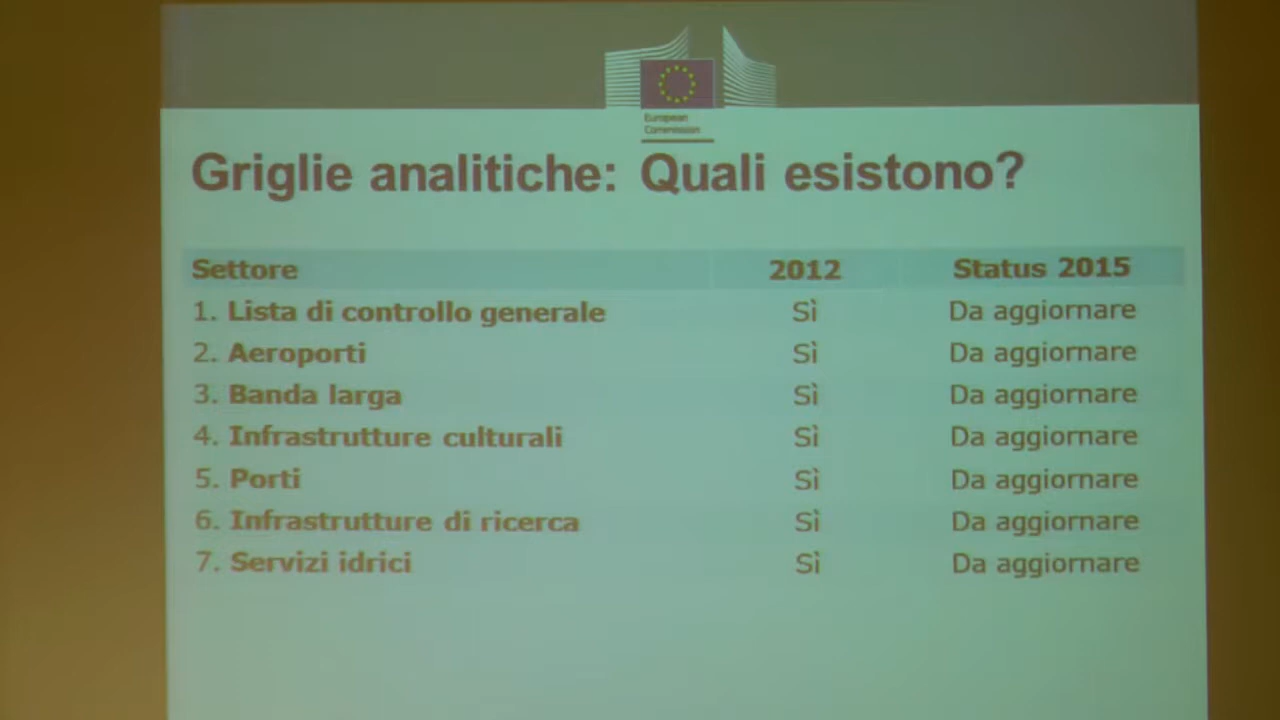 European
Commission
Griglie analitiche: Quali esistono?
Settore 2012 Status 2015
1. Lista di controllo generale Sì Da aggiornare
2. Aeroporti Sì Da aggiornare
3. Banda larga Sì Da aggiornare
4. Infrastrutture culturali Sì Da aggiornare
5. Porti Sì Da aggiornare
6. Infrastrutture di ricerca Sì Da aggiornare
7. Servizi idrici Sì Da aggiornare